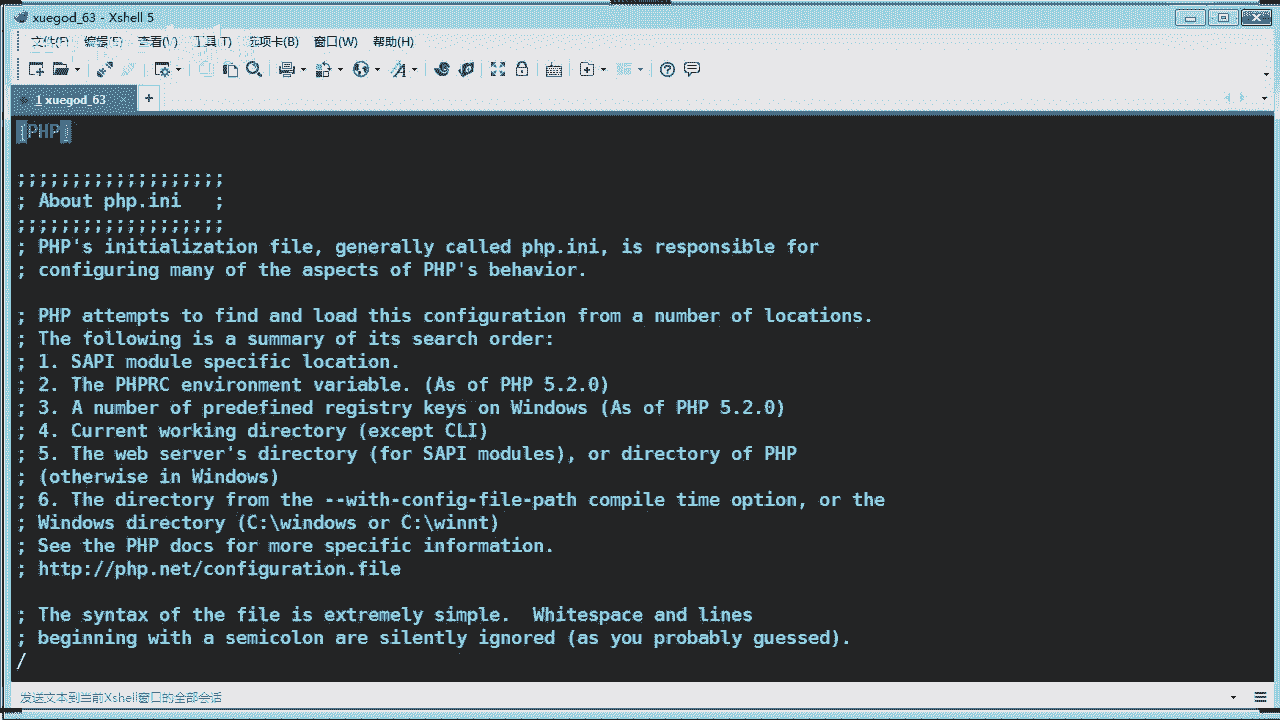 xuegod_63 - Xshell 5
文件(F) 编辑(E) 查看(V) 工具(T) 选项卡(B) 窗口(W) 帮助(H)
1 xuegod_63 +
[PHP]
;;;;;;;;;;;;;;;;;;;
; About php.ini   ;
;;;;;;;;;;;;;;;;;;;
; PHP's initialization file, generally called php.ini, is responsible for
; configuring many of the aspects of PHP's behavior.
; PHP attempts to find and load this configuration from a number of locations.
; The following is a summary of its search order:
; 1. SAPI module specific location.
; 2. The PHPRC environment variable. (As of PHP 5.2.0)
; 3. A number of predefined registry keys on Windows (As of PHP 5.2.0)
; 4. Current working directory (except CLI)
; 5. The web server's directory (for SAPI modules), or directory of PHP
; (otherwise in Windows)
; 6. The directory from the --with-config-file-path compile time option, or the
; Windows directory (C:\windows or C:\winnt)
; See the PHP docs for more specific information.
; http://php.net/configuration.file
; The syntax of the file is extremely simple.  Whitespace and lines
; beginning with a semicolon are silently ignored (as you probably guessed).
/
发送文本到当前Xshell窗口的全部会话